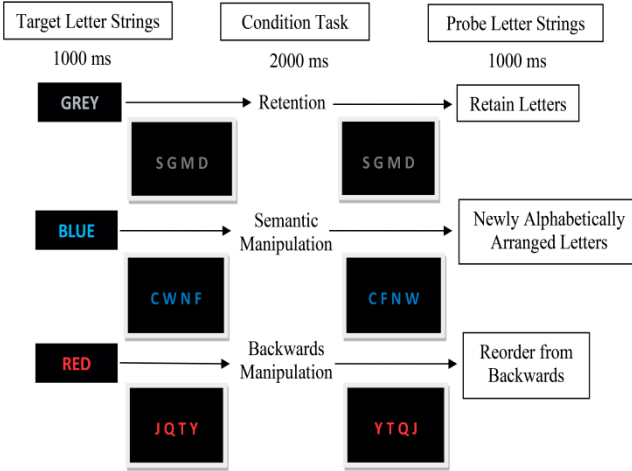 Target Letter Strings
Condition Task
Probe Letter Strings
1000 ms
2000 ms
1000 ms
GREY
Retention
Retain Letters
S G M D
S G M D
BLUE
Semantic
Manipulation
Newly Alphabetically
Arranged Letters
C W N F
C F N W
RED
Backwards
Manipulation
Reorder from
Backwards
J Q T Y
Y T Q J